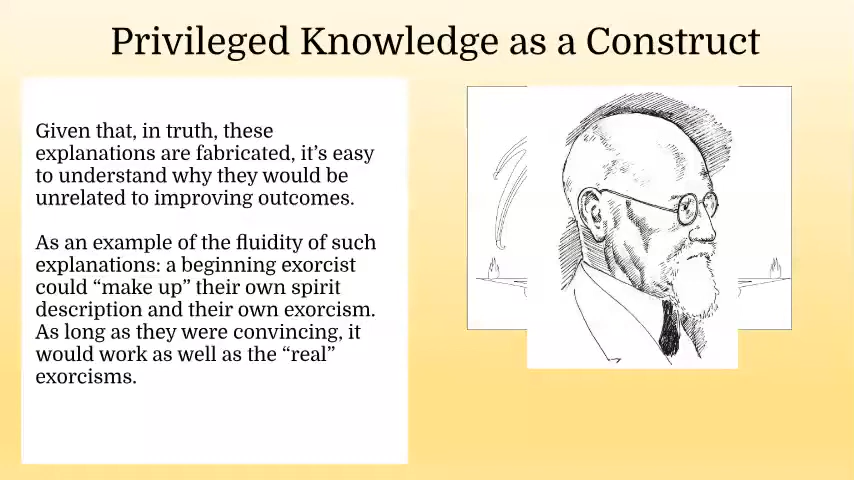 Privileged Knowledge as a Construct
Given that, in truth, these
explanations are fabricated, it’s easy
to understand why they would be
unrelated to improving outcomes.
As an example of the fluidity of such
explanations: a beginning exorcist
could “make up” their own spirit
description and their own exorcism.
As long as they were convincing, it
would work as well as the “real”
exorcisms.